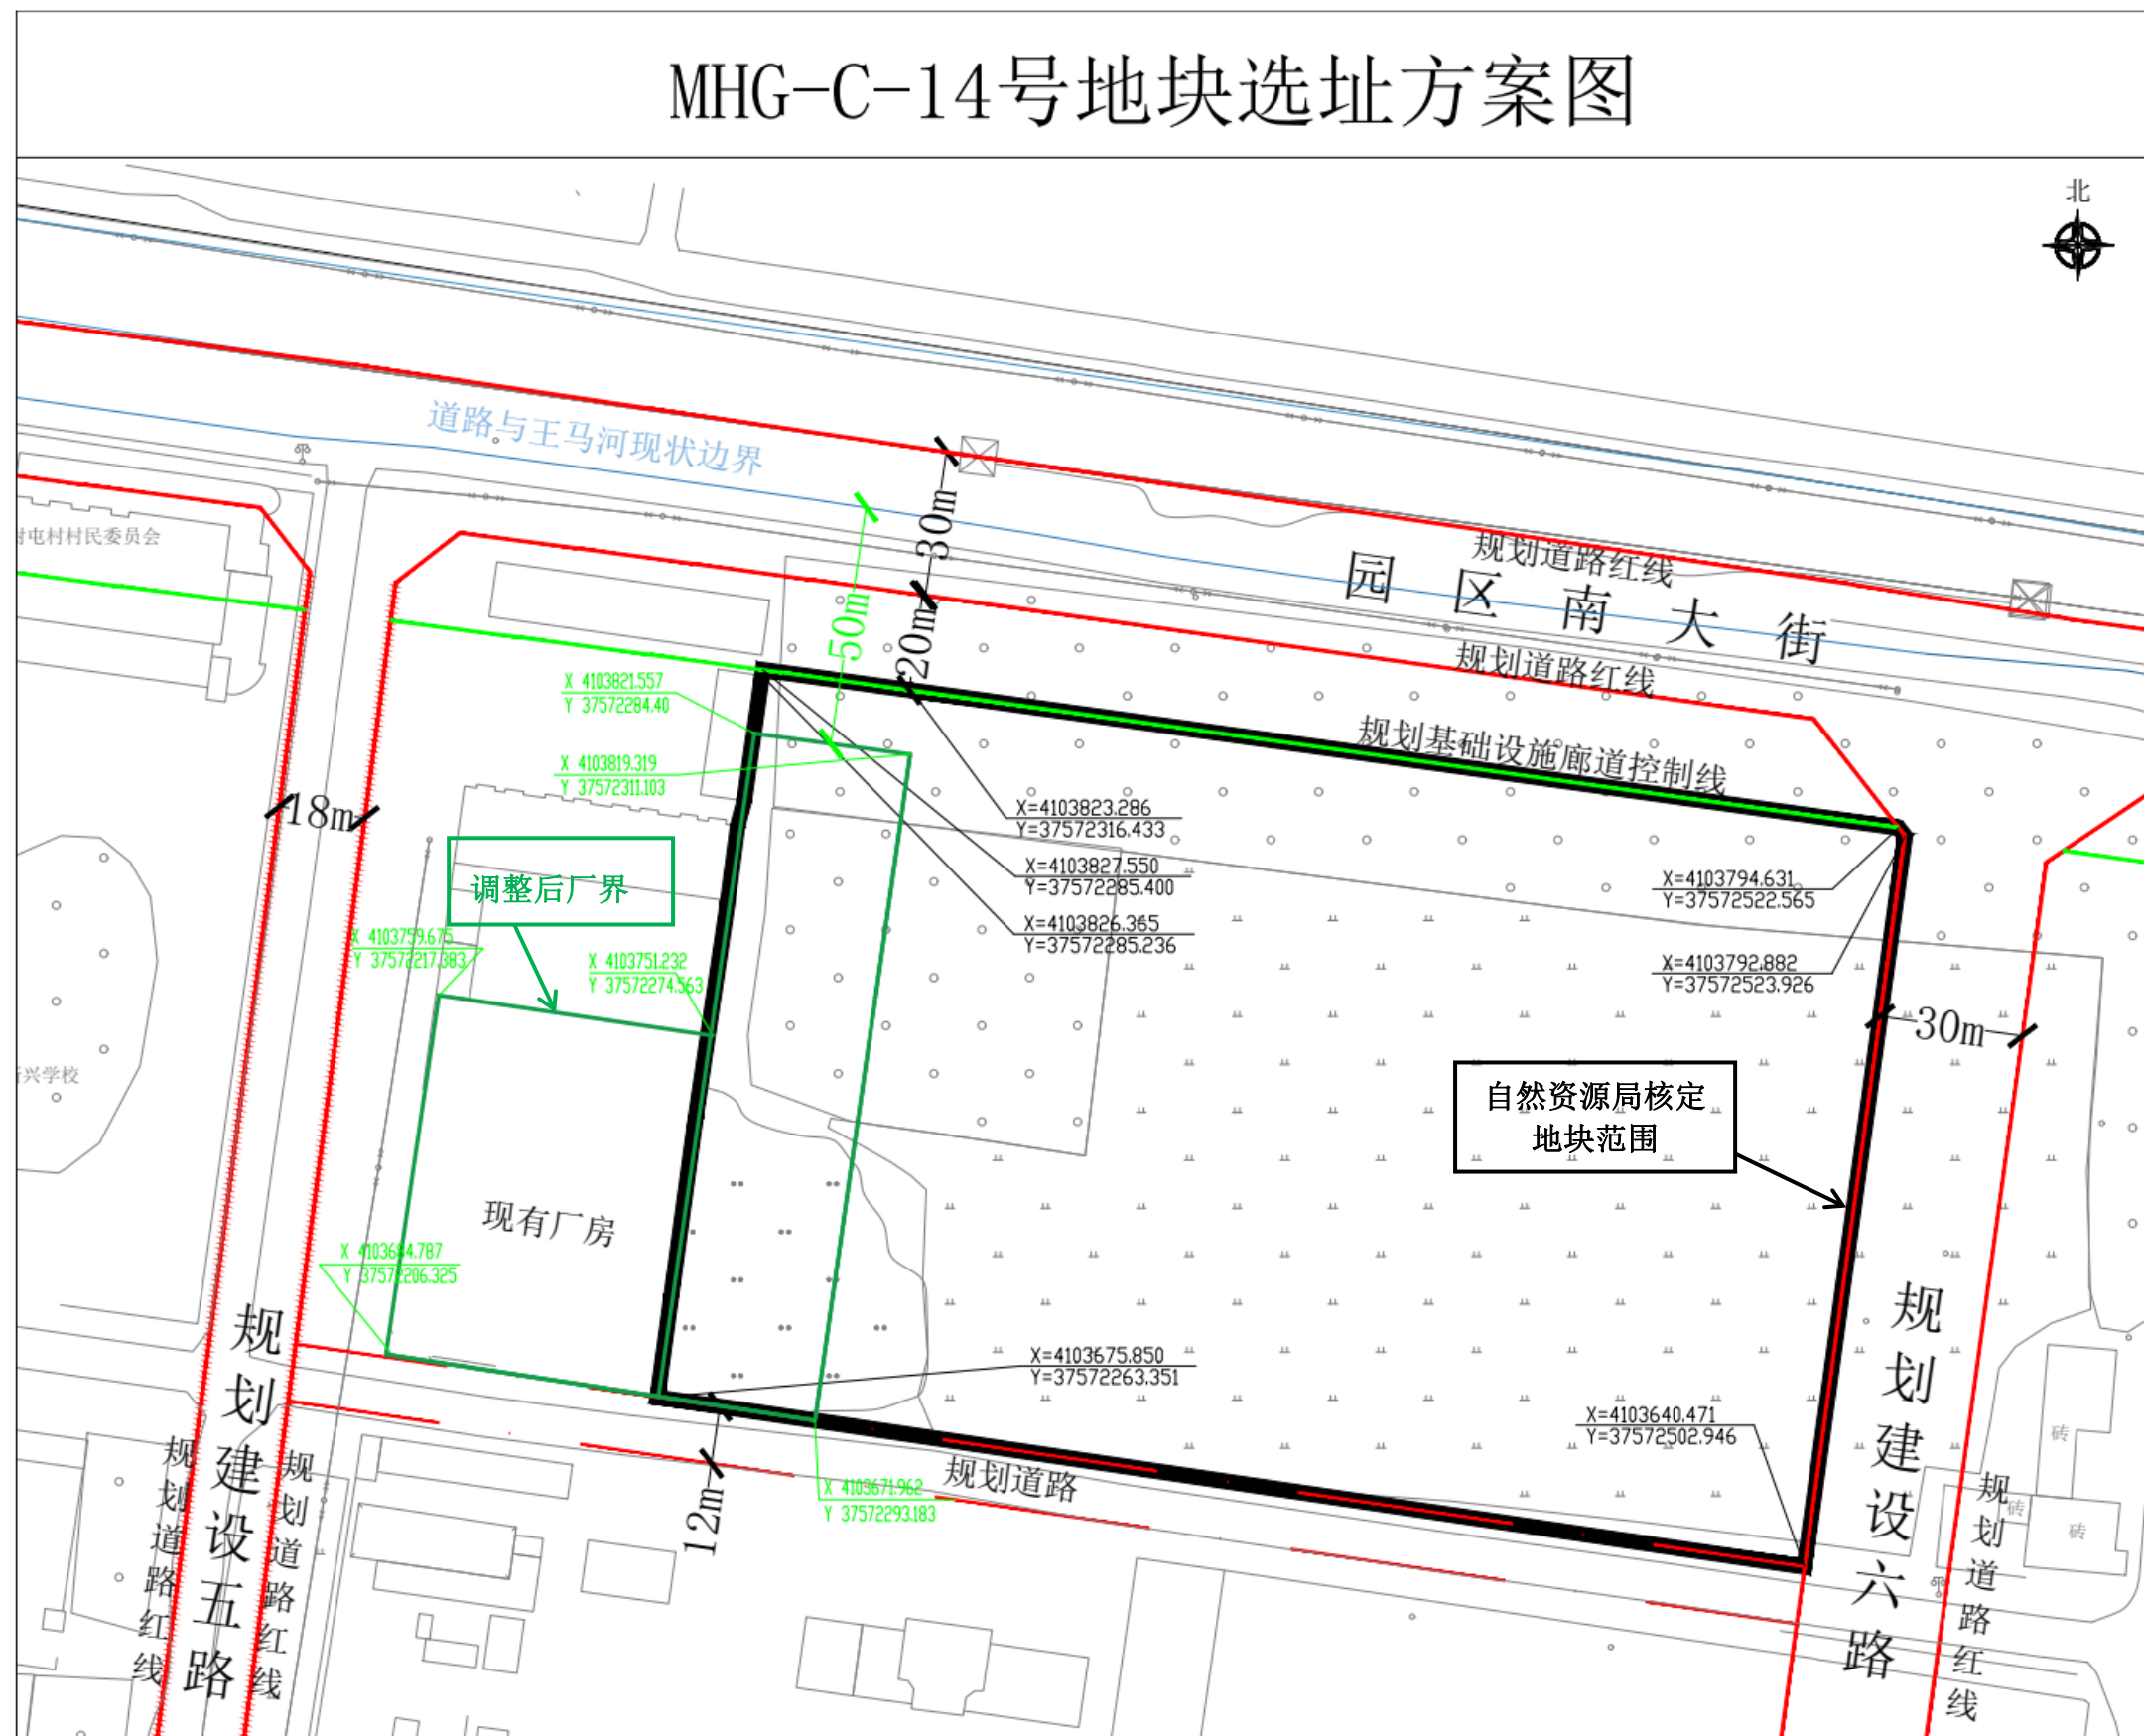 MHG-C-14号地块选址方案图
北
道路与王马河现状边界
屯村村民委员会
30m
规划道路红线
园区南大街
50m
20m
规划道路红线
X 4103821.557
Y 37572284.40
规划基础设施廊道控制线
X 4103819.319
Y 37572311.103
18m
X=4103823.286
Y=37572316.433
X=4103827.550
Y=37572285.400
X=4103826.365
Y=37572285.236
X=4103794.631
Y=37572522.565
调整后厂界
X 4103759.675
Y 37572217.383
X 4103751.232
Y 37572274.563
X=4103792.882
Y=37572523.926
30m
兴学校
自然资源局核定
地块范围
现有厂房
X 4103684.787
Y 37572206.325
X=4103675.850
Y=37572263.351
X=4103640.471
Y=37572502.946
规划道路
X 4103671.962
Y 37572293.183
12m
规划建设五路
规划道路红线
规划道路红线
规划建设六路
规划道路红线
砖
砖
砖